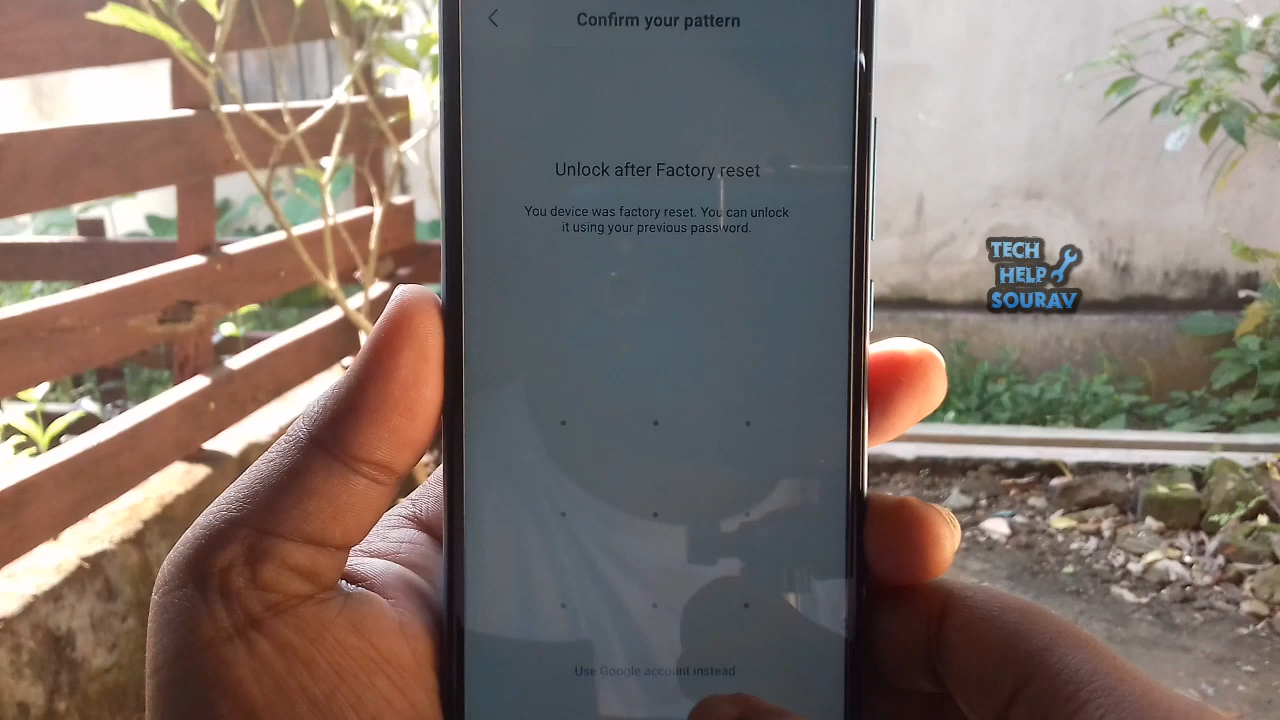 Confirm your pattern
Unlock after Factory reset
You device was factory reset. You can unlock
it using your previous password.
TECH
HELP
SOURAV
Use Google account instead